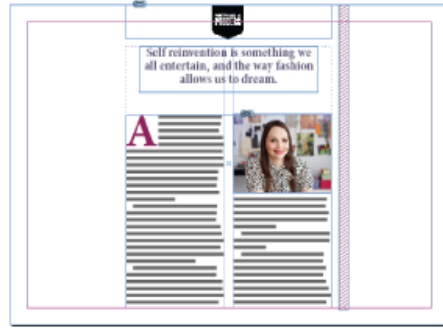 Self reinvention is something we
all entertain, and the way fashion
allows us to dream.
A